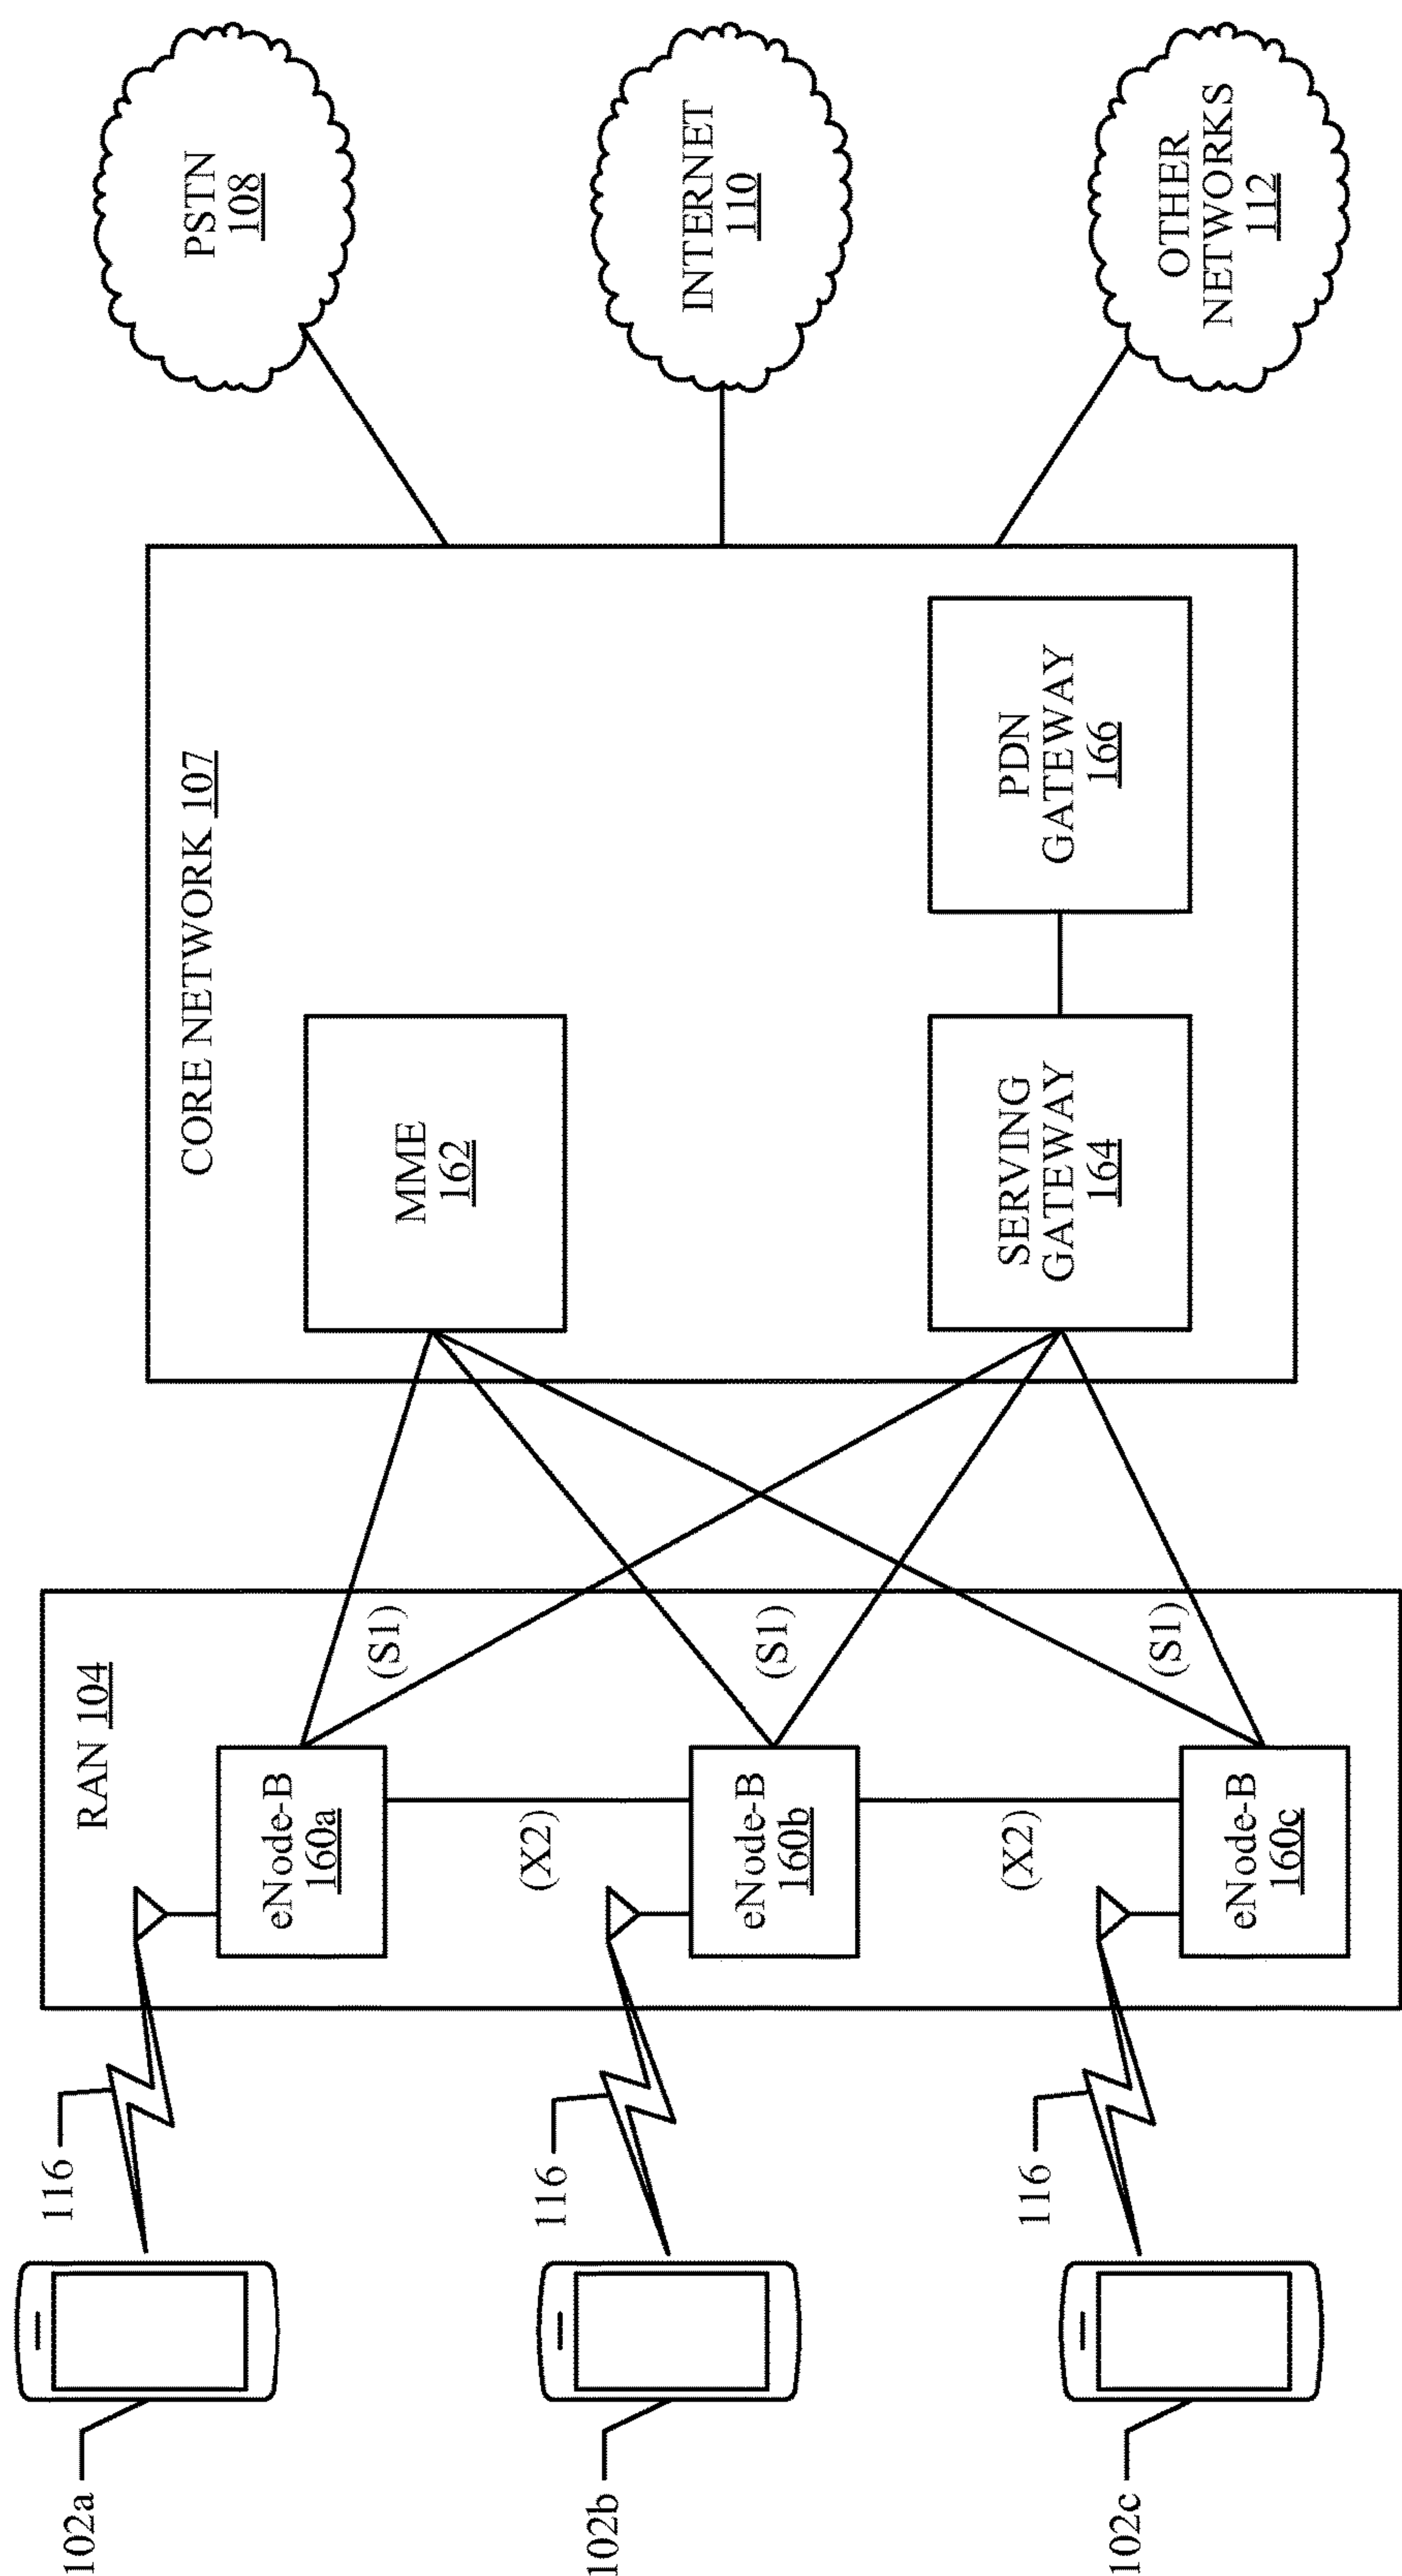 102a
116
RAN 104
eNode-B
160a
(S1)
(X2)
102b
116
eNode-B
160b
(S1)
(X2)
102c
116
eNode-B
160c
(S1)
CORE NETWORK 107
MME
162
SERVING
GATEWAY
164
PDN
GATEWAY
166
PSTN
108
INTERNET
110
OTHER
NETWORKS
112